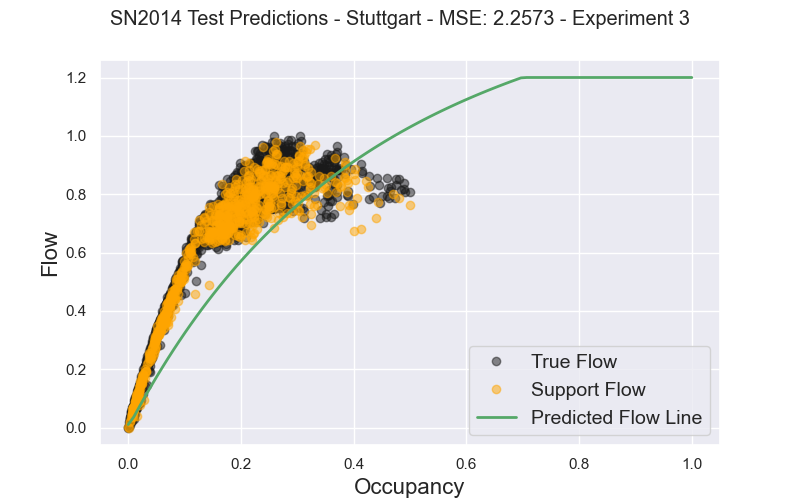 SN2014 Test Predictions - Stuttgart - MSE: 2.2573 - Experiment 3
1.2
1.0
0.8
0.6
0.4
0.2
0.0
Flow
True Flow
Support Flow
Predicted Flow Line
0.0 0.2 0.4 0.6 0.8 1.0
Occupancy